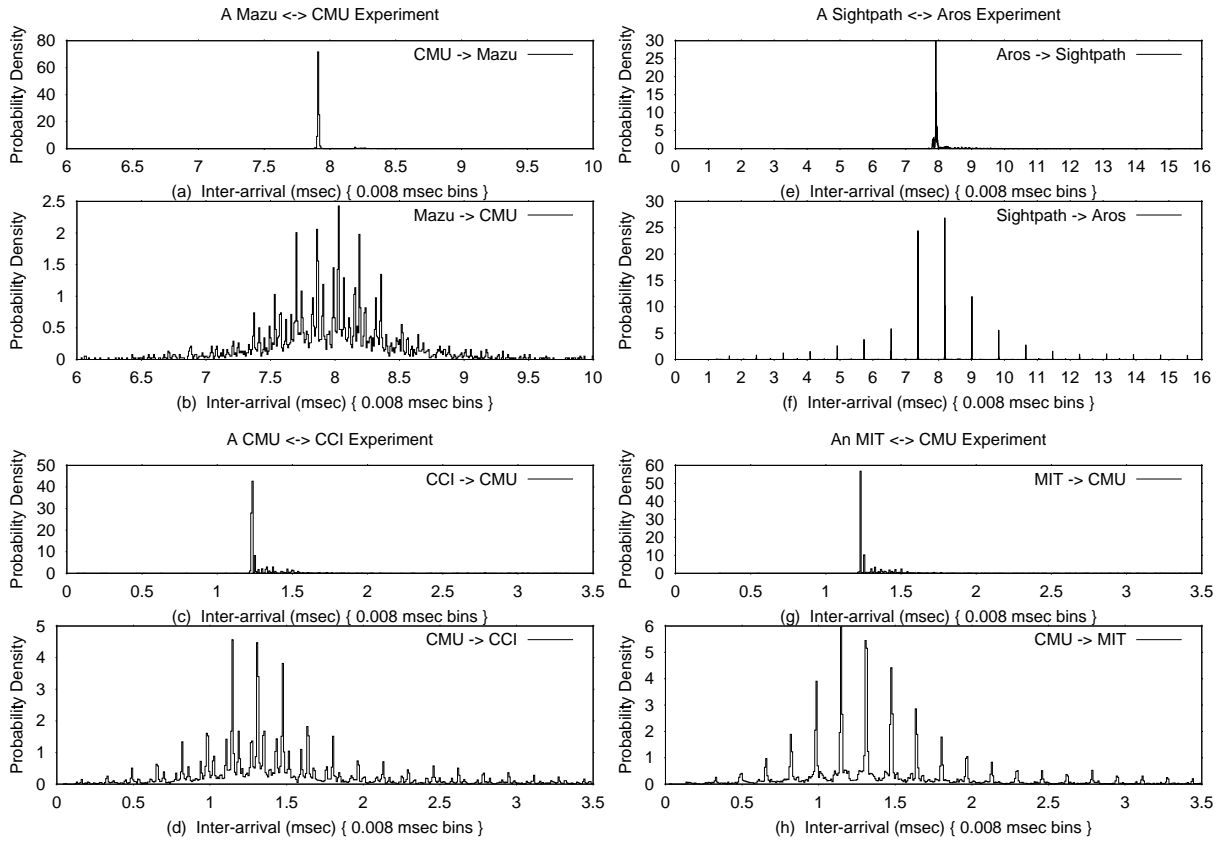 A Mazu <-> CMU Experiment
Probability Density
80
60
40
20
0
CMU -> Mazu
6 6.5 7 7.5 8 8.5 9 9.5 10
(a) Inter-arrival (msec) { 0.008 msec bins }
Probability Density
2.5
2
1.5
1
0.5
0
Mazu -> CMU
6 6.5 7 7.5 8 8.5 9 9.5 10
(b) Inter-arrival (msec) { 0.008 msec bins }
A CMU <-> CCI Experiment
Probability Density
50
40
30
20
10
0
CCI -> CMU
0 0.5 1 1.5 2 2.5 3 3.5
(c) Inter-arrival (msec) { 0.008 msec bins }
Probability Density
5
4
3
2
1
0
CMU -> CCI
0 0.5 1 1.5 2 2.5 3 3.5
(d) Inter-arrival (msec) { 0.008 msec bins }
A Sightpath <-> Aros Experiment
Probability Density
30
25
20
15
10
5
0
Aros -> Sightpath
0 1 2 3 4 5 6 7 8 9 10 11 12 13 14 15 16
(e) Inter-arrival (msec) { 0.008 msec bins }
Probability Density
30
25
20
15
10
5
0
Sightpath -> Aros
0 1 2 3 4 5 6 7 8 9 10 11 12 13 14 15 16
(f) Inter-arrival (msec) { 0.008 msec bins }
An MIT <-> CMU Experiment
Probability Density
60
50
40
30
20
10
0
MIT -> CMU
0 0.5 1 1.5 2 2.5 3 3.5
(g) Inter-arrival (msec) { 0.008 msec bins }
Probability Density
6
5
4
3
2
1
0
CMU -> MIT
0 0.5 1 1.5 2 2.5 3 3.5
(h) Inter-arrival (msec) { 0.008 msec bins }